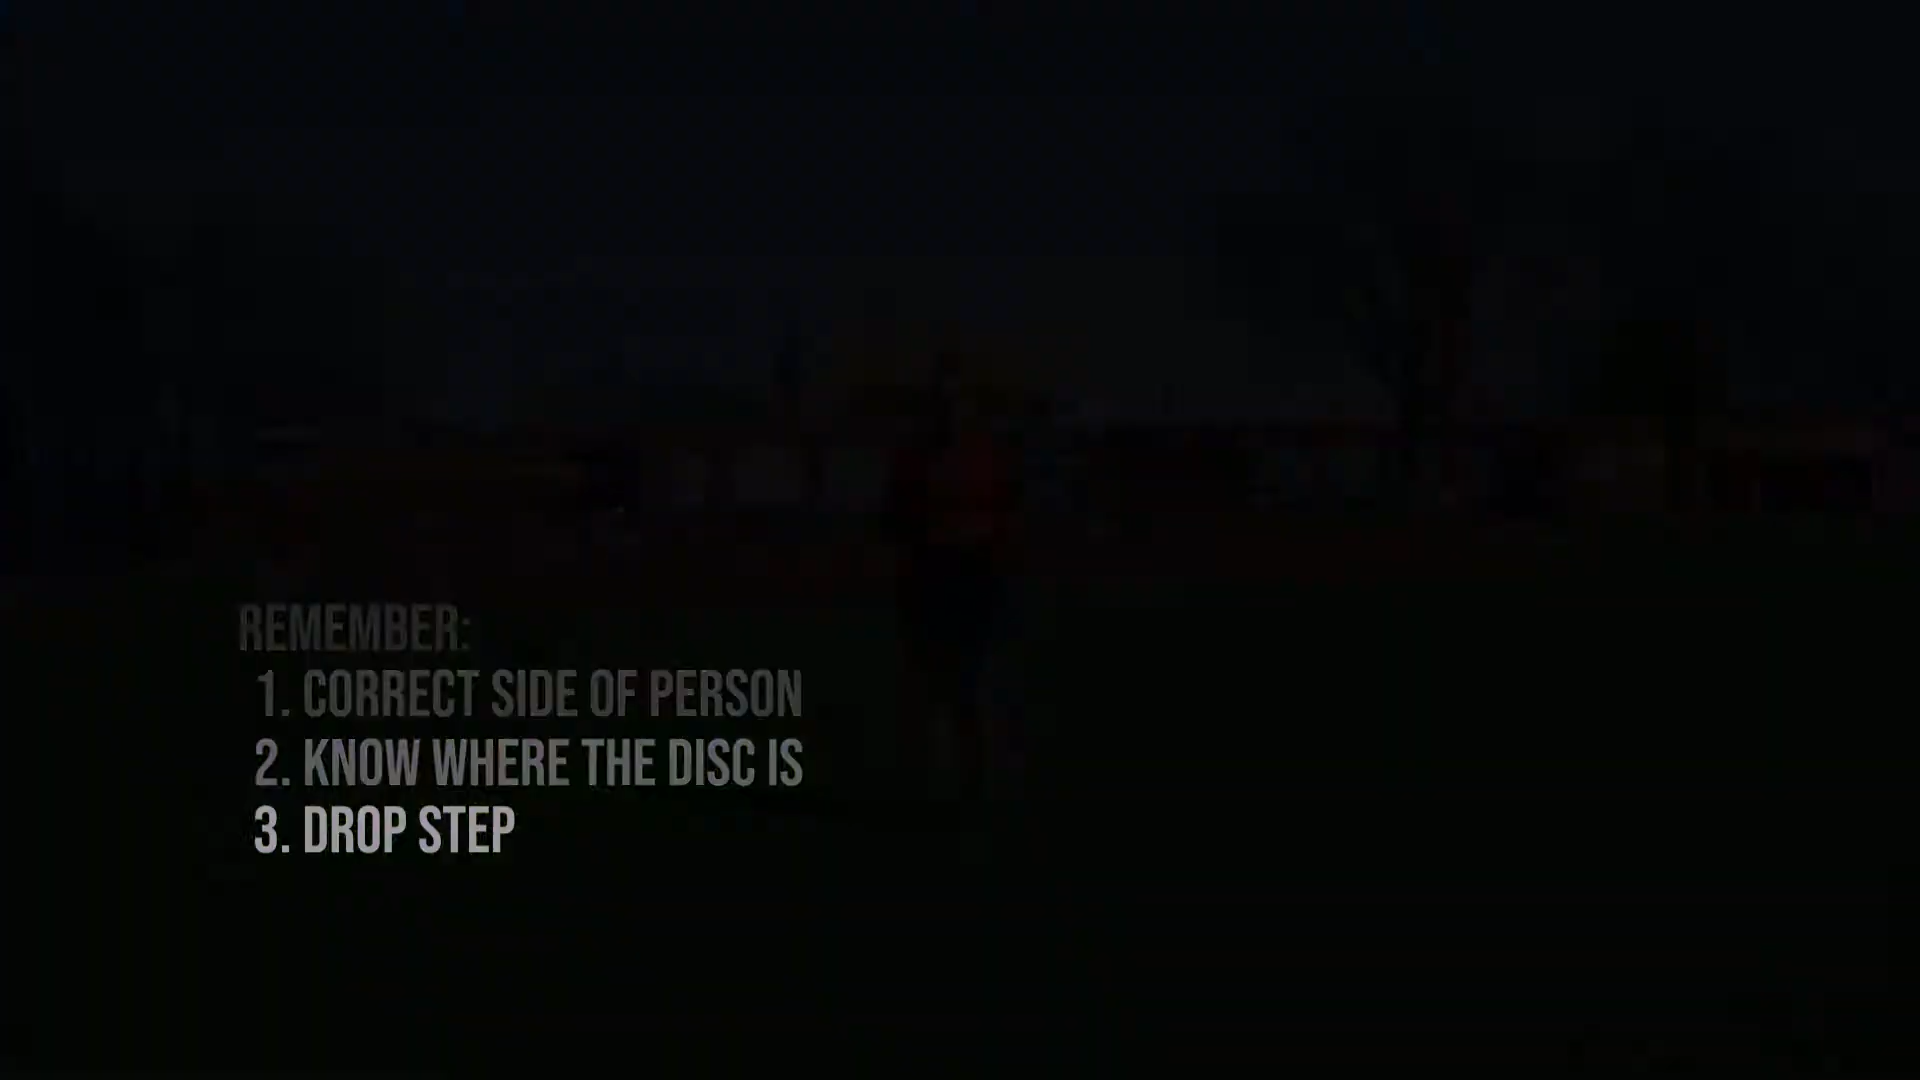 REMEMBER:
1. CORRECT SIDE OF PERSON
2. KNOW WHERE THE DISC IS
3. DROP STEP